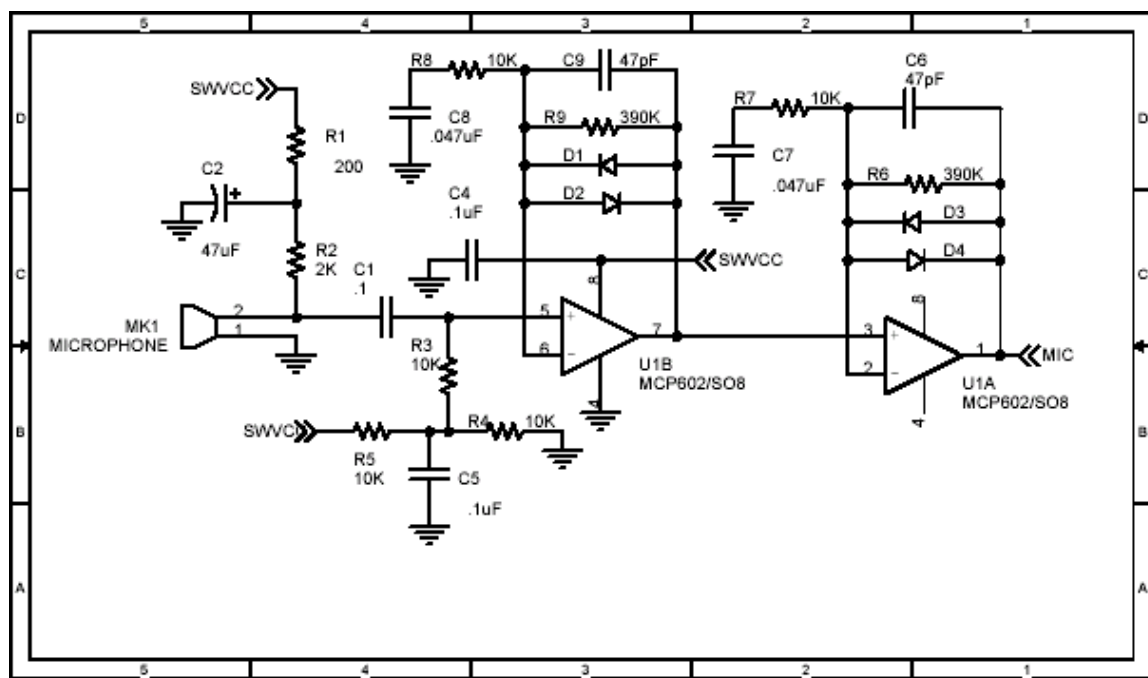 5 4 3 2 1
D
C
B
A
D
C
B
A
SWVCC
R1
200
C2
+
47uF
R2
2K
MK1
MICROPHONE
2
1
R8 10K
C8
.047uF
C9 47pF
R9 390K
D1
D2
C4
.1uF
C1
.1
R3
10K
SWVCC
8
5 +
6 -
7
4
U1B
MCP602/SO8
R4 10K
R5
10K
C5
.1uF
C6
47pF
R7 10K
C7
.047uF
R6 390K
D3
D4
8
3 +
2 -
1
4
MIC
U1A
MCP602/SO8
5 4 3 2 1